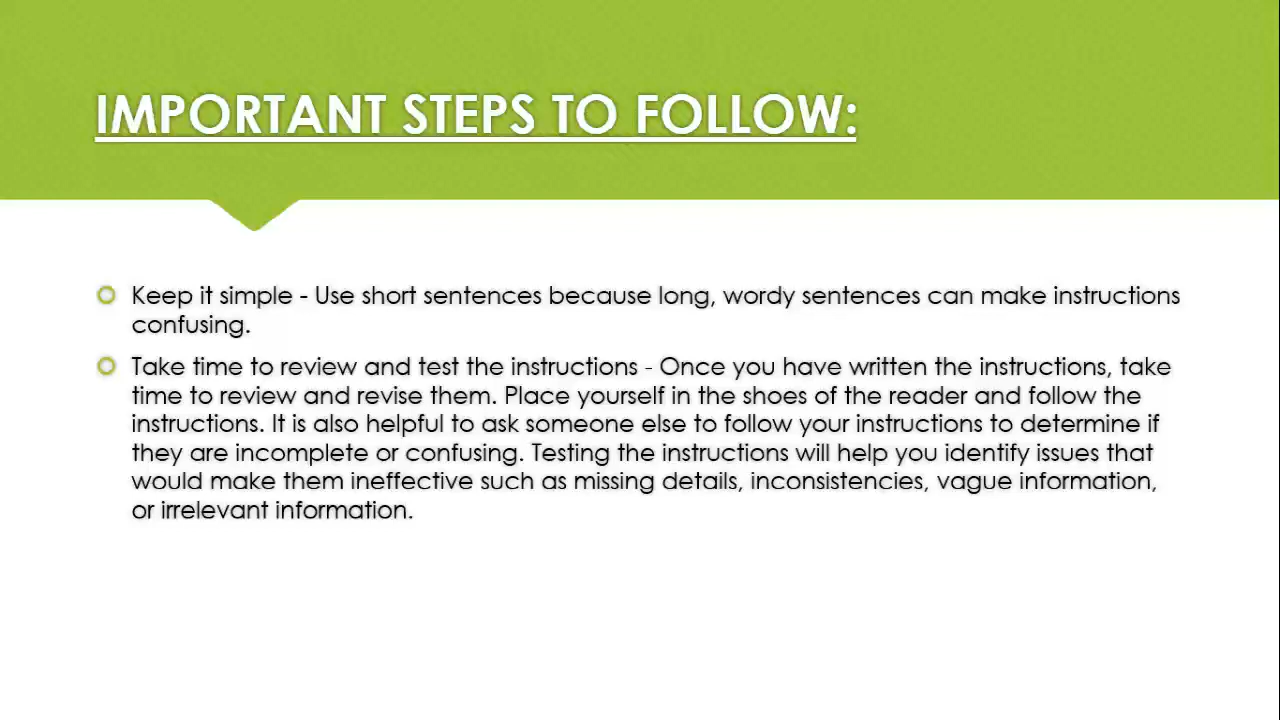 IMPORTANT STEPS TO FOLLOW:
Keep it simple - Use short sentences because long, wordy sentences can make instructions
confusing.
Take time to review and test the instructions - Once you have written the instructions, take
time to review and revise them. Place yourself in the shoes of the reader and follow the
instructions. It is also helpful to ask someone else to follow your instructions to determine if
they are incomplete or confusing. Testing the instructions will help you identify issues that
would make them ineffective such as missing details, inconsistencies, vague information,
or irrelevant information.